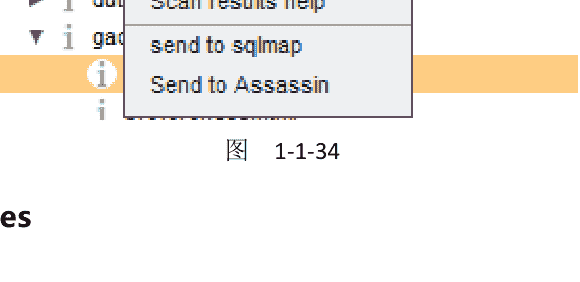 Scan results help
send to sqlmap
Send to Assassin
图 1-1-34
es